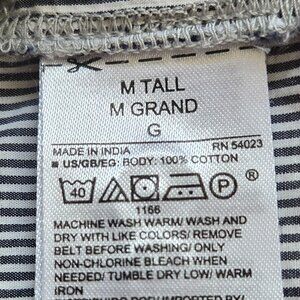 M TALL
M GRAND
G
MADE IN INDIA RN 54023
■ US/GB/EG: BODY: 100% COTTON
40 P ®
1166
MACHINE WASH WARM/ WASH AND
DRY WITH LIKE COLORS/ REMOVE
BELT BEFORE WASHING/ ONLY
NON-CHLORINE BLEACH WHEN
NEEDED/ TUMBLE DRY LOW/ WARM
IRON